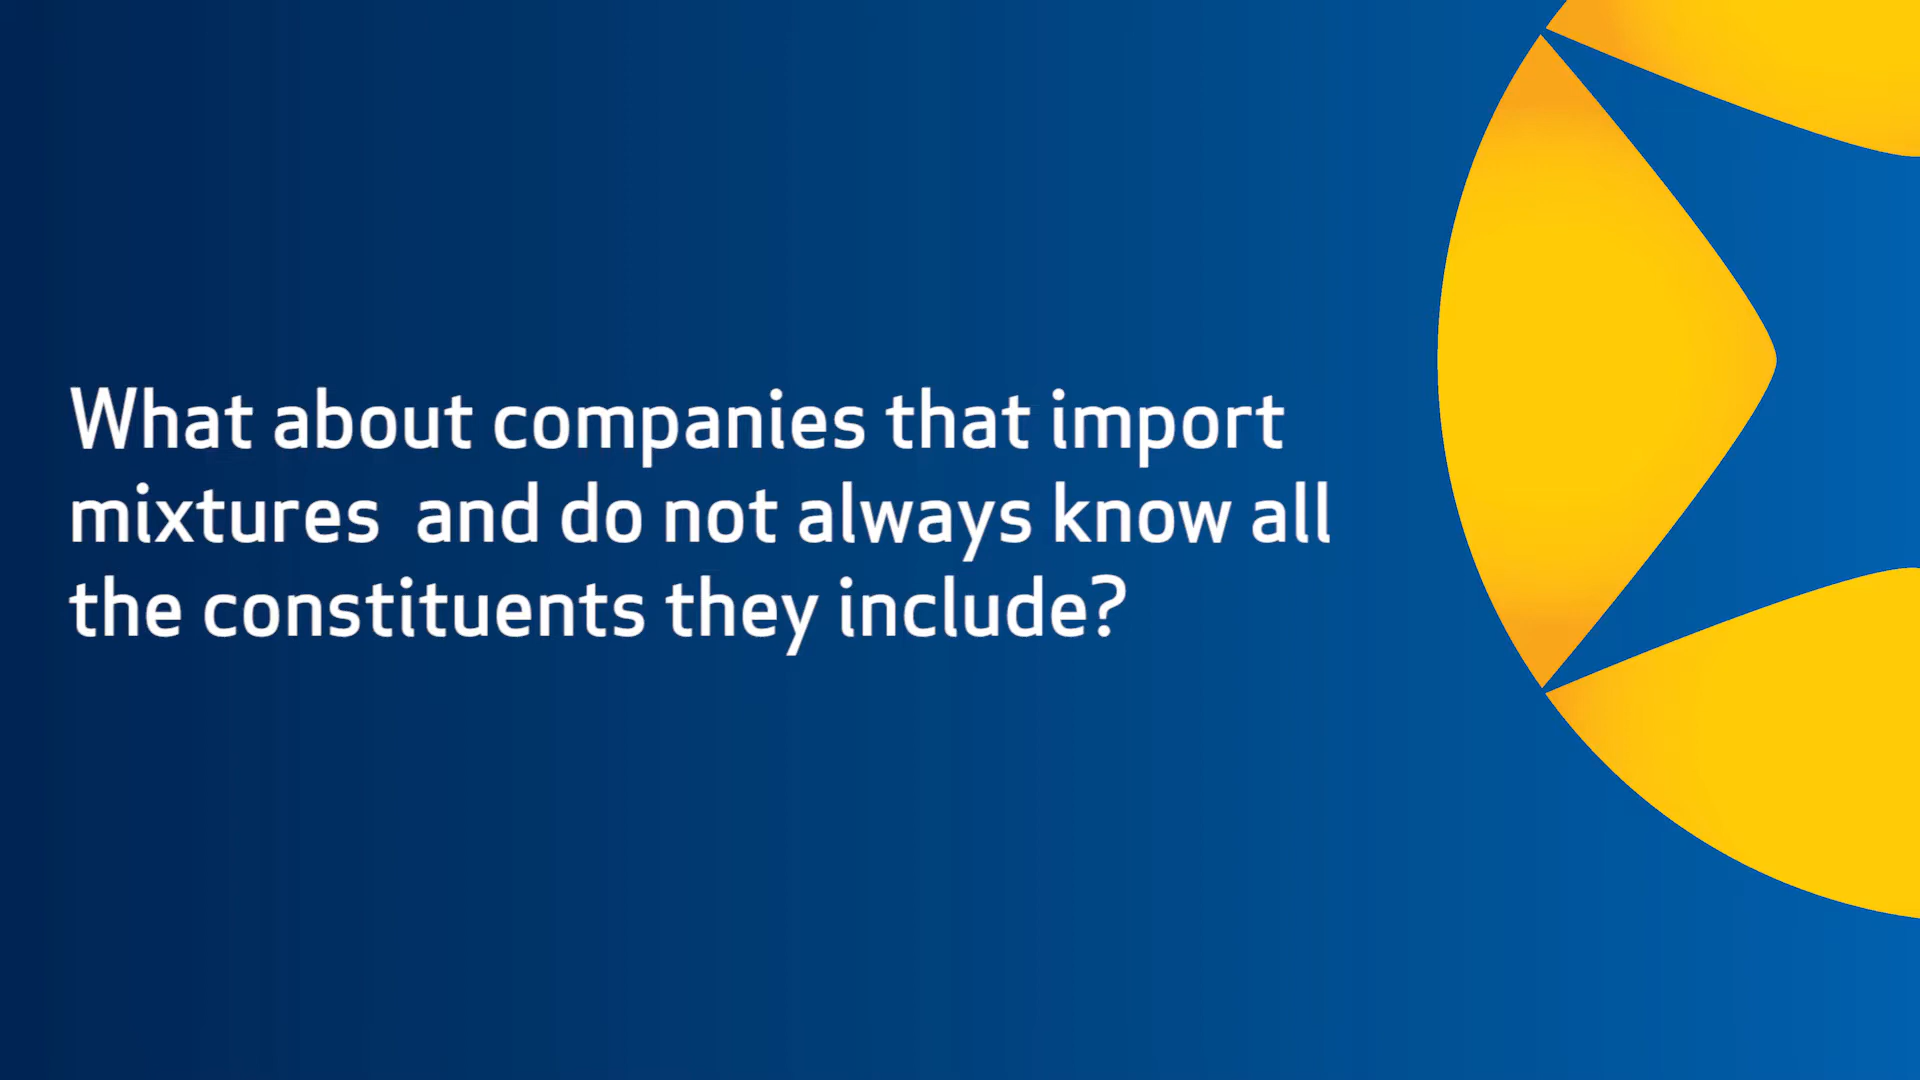 What about companies that import
mixtures  and do not always know all
the constituents they include?